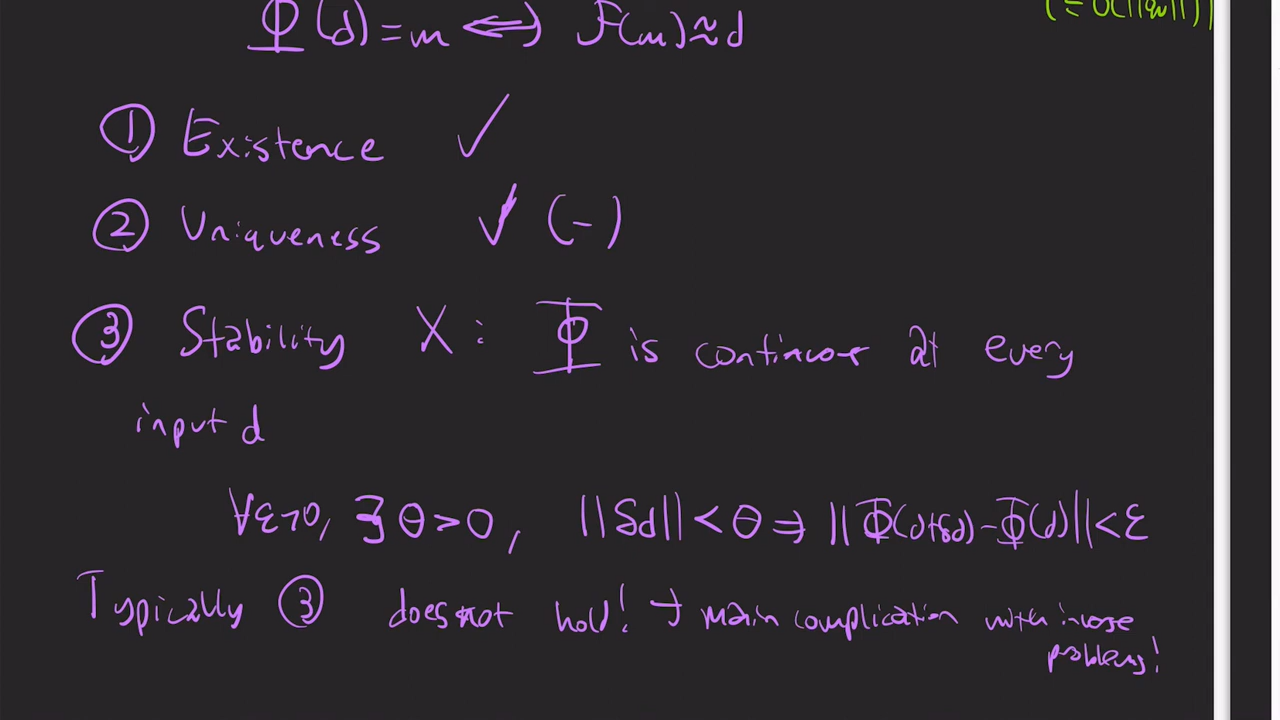 Φ(d)=m ⟺ F(m)≈d
① Existence ✓
② Uniqueness ✓ (-)
③ Stability X: Φ is continous at every
input d
∀ε>0, ∃ θ>0, ||δd|| < θ ⇒ ||Φ(d+δd)-Φ(d)||<ε
Typically ③ does not hold! → main complication with inverse
problems!